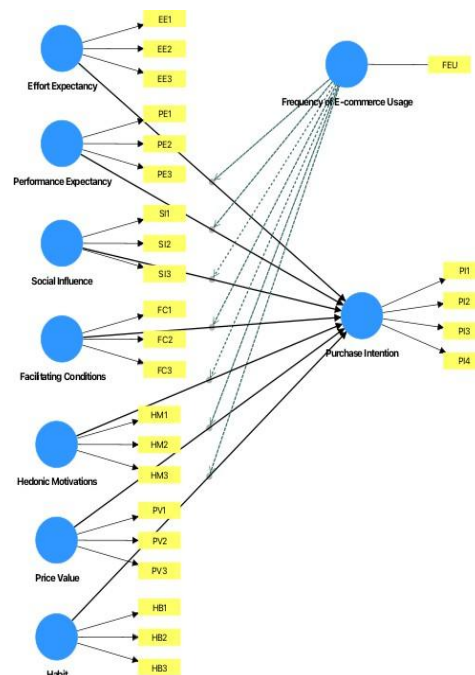 EE1
EE2
EE3
Effort Expectancy
FEU
Frequency of E-commerce Usage
PE1
PE2
PE3
Performance Expectancy
SI1
SI2
SI3
Social Influence
PI1
PI2
PI3
PI4
Purchase Intention
FC1
FC2
FC3
Facilitating Conditions
HM1
HM2
HM3
Hedonic Motivations
PV1
PV2
PV3
Price Value
HB1
HB2
HB3
Habit